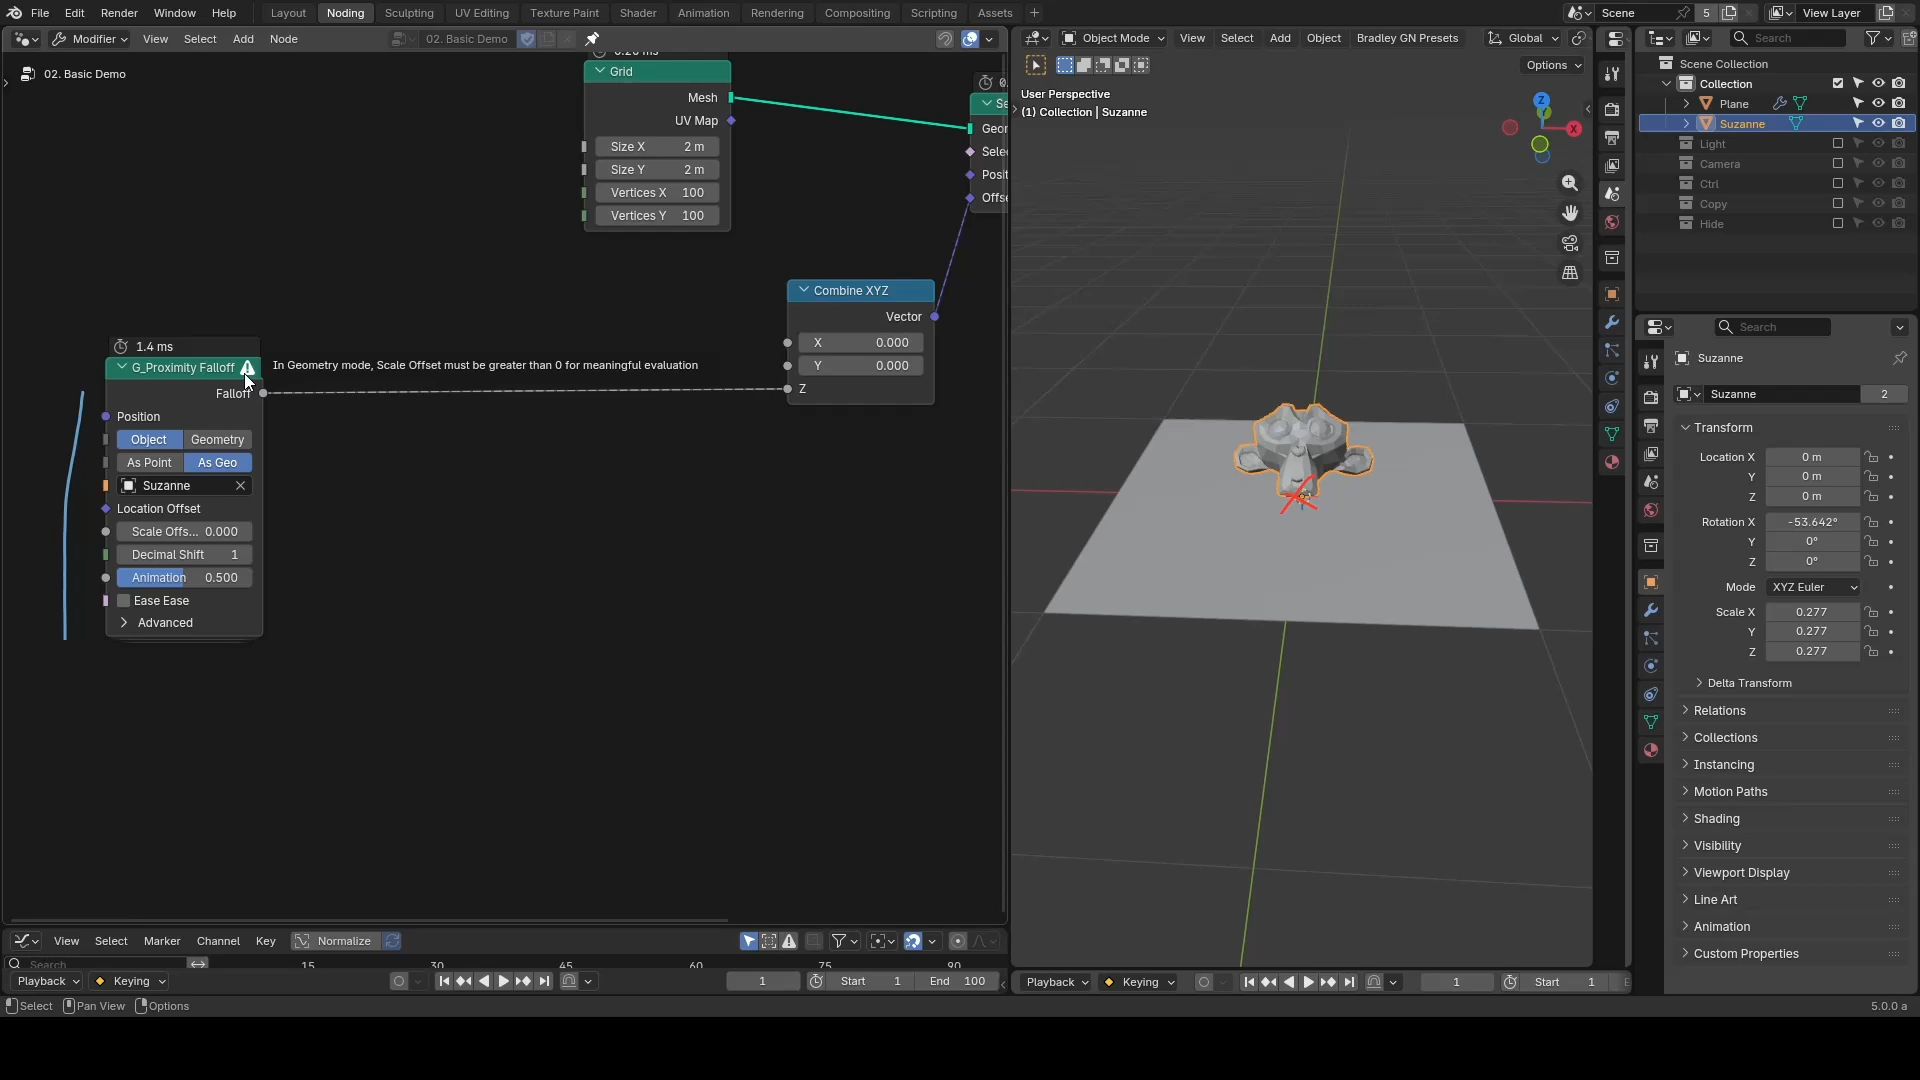 File Edit Render Window Help Layout Noding Sculpting UV Editing Texture Paint Shader Animation Rendering Compositing Scripting Assets + Scene 5 View Layer
Modifier View Select Add Node 02. Basic Demo
Object Mode View Select Add Object Bradley GN Presets Global
Search
02. Basic Demo
Options
Grid
Mesh
UV Map
Size X 2 m
Size Y 2 m
Vertices X 100
Vertices Y 100
Combine XYZ
Vector
X 0.000
Y 0.000
Z
1.4 ms
G_Proximity Falloff
In Geometry mode, Scale Offset must be greater than 0 for meaningful evaluation
Falloff
Position
Object Geometry
As Point As Geo
Suzanne
Location Offset
Scale Offs... 0.000
Decimal Shift 1
Animation 0.500
Ease Ease
Advanced
User Perspective
(1) Collection | Suzanne
Z
X
Scene Collection
Collection
Plane
Suzanne
Light
Camera
Ctrl
Copy
Hide
Search
Suzanne
Suzanne 2
Transform
Location X 0 m
Y 0 m
Z 0 m
Rotation X -53.642°
Y 0°
Z 0°
Mode XYZ Euler
Scale X 0.277
Y 0.277
Z 0.277
Delta Transform
Relations
Collections
Instancing
Motion Paths
Shading
Visibility
Viewport Display
Line Art
Animation
Custom Properties
View Select Marker Channel Key Normalize
Search 15 30 45 60 75 90
Playback Keying 1 Start 1 End 100
Playback Keying 1 Start 1
Select Pan View Options
5.0.0 a